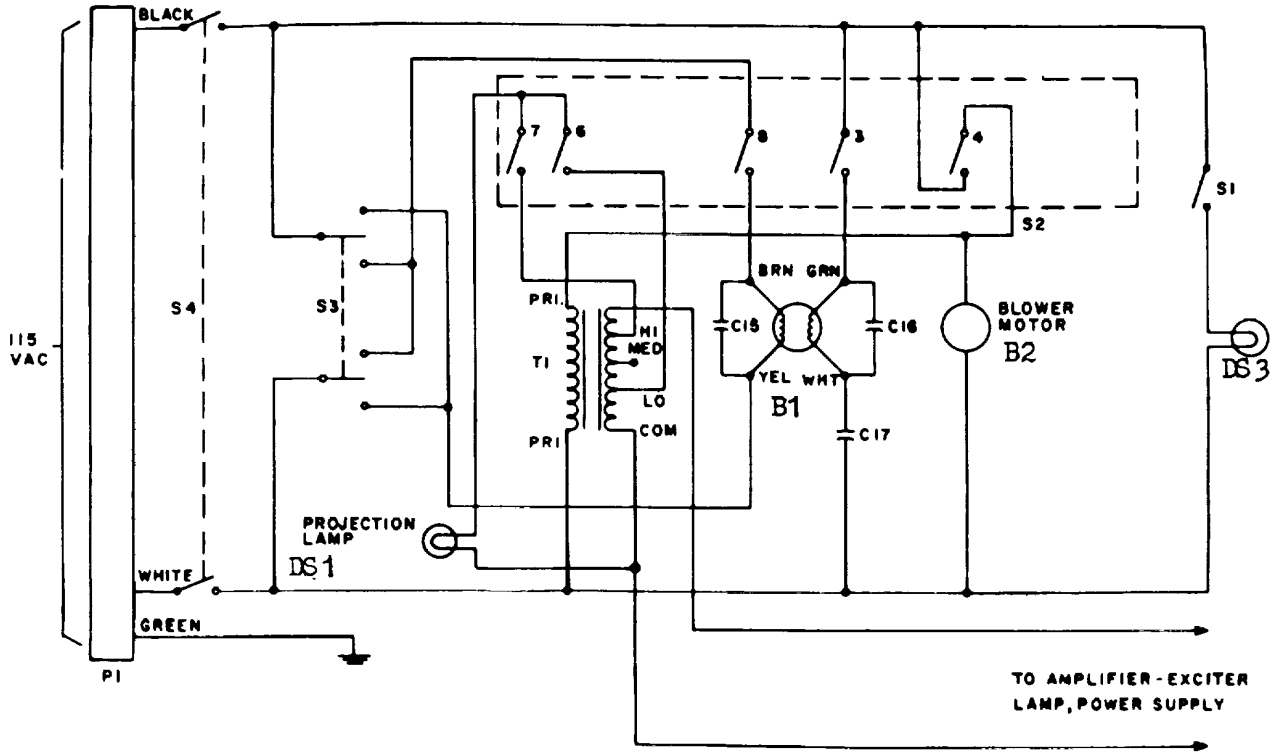 BLACK
7
6
8
3
4
S1
S2
S4
S3
115
VAC
BRN GRN
PRI.
HI
MED
T1
LO
COM
PRI
C15
C16
YEL WHT
B1
C17
BLOWER
MOTOR
B2
DS3
PROJECTION
LAMP
DS1
WHITE
GREEN
P1
TO AMPLIFIER-EXCITER
LAMP, POWER SUPPLY